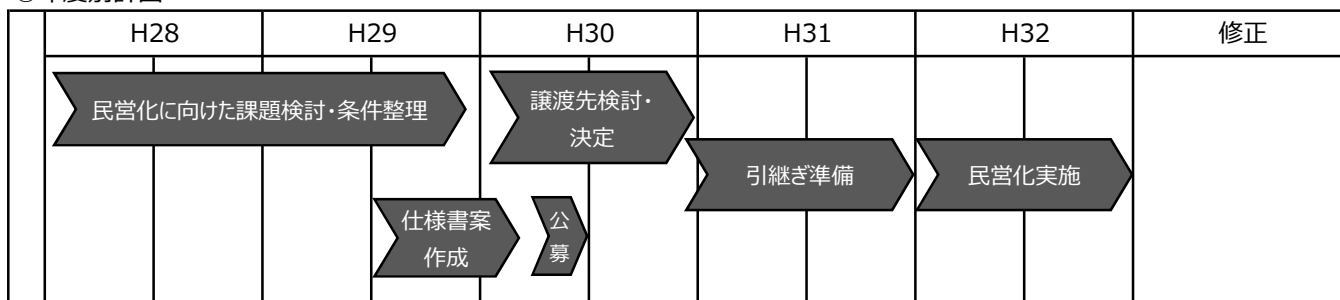 H28 H29 H30 H31 H32 修正
民営化に向けた課題検討・条件整理
譲渡先検討・
決定
引継ぎ準備
民営化実施
仕様書案
作成
公
募